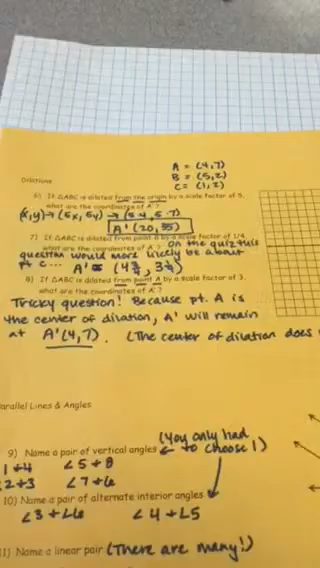 A = (4,7)
B = (5,2)
C = (1,2)
Dilations
6) If ΔABC is dilated from the origin by a scale factor of 5,
what are the coordinates of A'?
(x,y)→(5x,5y)→(5·4,5·7)
A'(20,35)
7) If ΔABC is dilated from point B by a scale factor of 1/4,
what are the coordinates of A'? On the quiz this
question would more likely be about
pt C... A' = (4¾, 3¼)
8) If ΔABC is dilated from point A by a scale factor of 3,
what are the coordinates of A'?
Tricky question! Because pt. A is
the center of dilation, A' will remain
at A'(4,7). (The center of dilation does
Parallel Lines & Angles
(You only had
9) Name a pair of vertical angles ← to choose 1)
1+4 ∠5+8
∠2+3 ∠7+6
10) Name a pair of alternate interior angles
∠3+∠6 ∠4+∠5
11) Name a linear pair (There are many!)